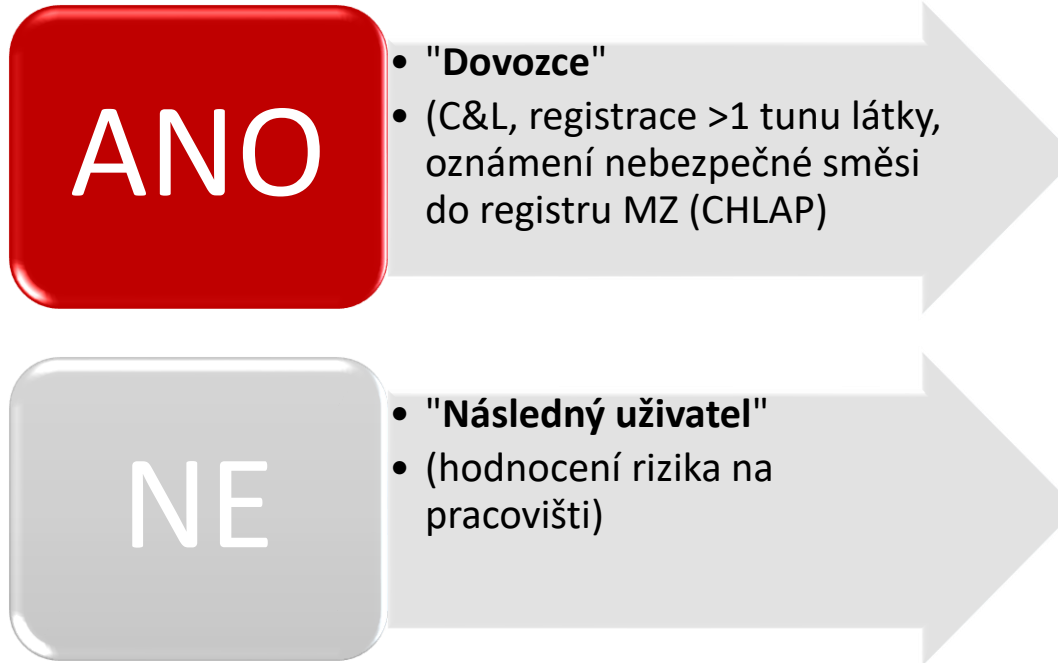 ANO
• "Dovozce"
• (C&L, registrace >1 tunu látky,
oznámení nebezpečné směsi
do registru MZ (CHLAP)
NE
• "Následný uživatel"
• (hodnocení rizika na
pracovišti)